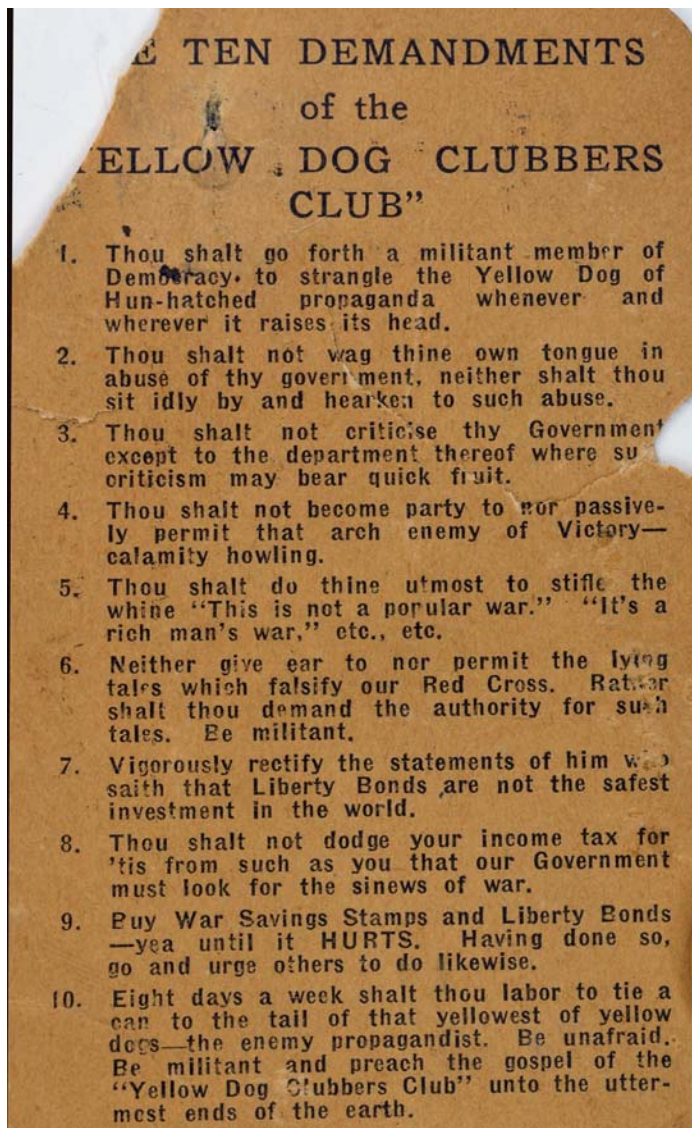 E TEN DEMANDMENTS
of the
YELLOW DOG CLUBBERS
CLUB”
1. Thou shalt go forth a militant member of
Democracy to strangle the Yellow Dog of
Hun-hatched propaganda whenever and
wherever it raises its head.
2. Thou shalt not wag thine own tongue in
abuse of thy government, neither shalt thou
sit idly by and hearken to such abuse.
3. Thou shalt not criticise thy Government
except to the department thereof where su
criticism may bear quick fruit.
4. Thou shalt not become party to nor passive-
ly permit that arch enemy of Victory—
calamity howling.
5. Thou shalt do thine utmost to stifle the
whine “This is not a popular war.” “It's a
rich man's war,” etc., etc.
6. Neither give ear to nor permit the lying
tales which falsify our Red Cross. Rather
shalt thou demand the authority for such
tales. Be militant.
7. Vigorously rectify the statements of him who
saith that Liberty Bonds are not the safest
investment in the world.
8. Thou shalt not dodge your income tax for
’tis from such as you that our Government
must look for the sinews of war.
9. Buy War Savings Stamps and Liberty Bonds
—yea until it HURTS. Having done so,
go and urge others to do likewise.
10. Eight days a week shalt thou labor to tie a
can to the tail of that yellowest of yellow
dogs—the enemy propagandist. Be unafraid.
Be militant and preach the gospel of the
“Yellow Dog Clubbers Club” unto the utter-
most ends of the earth.